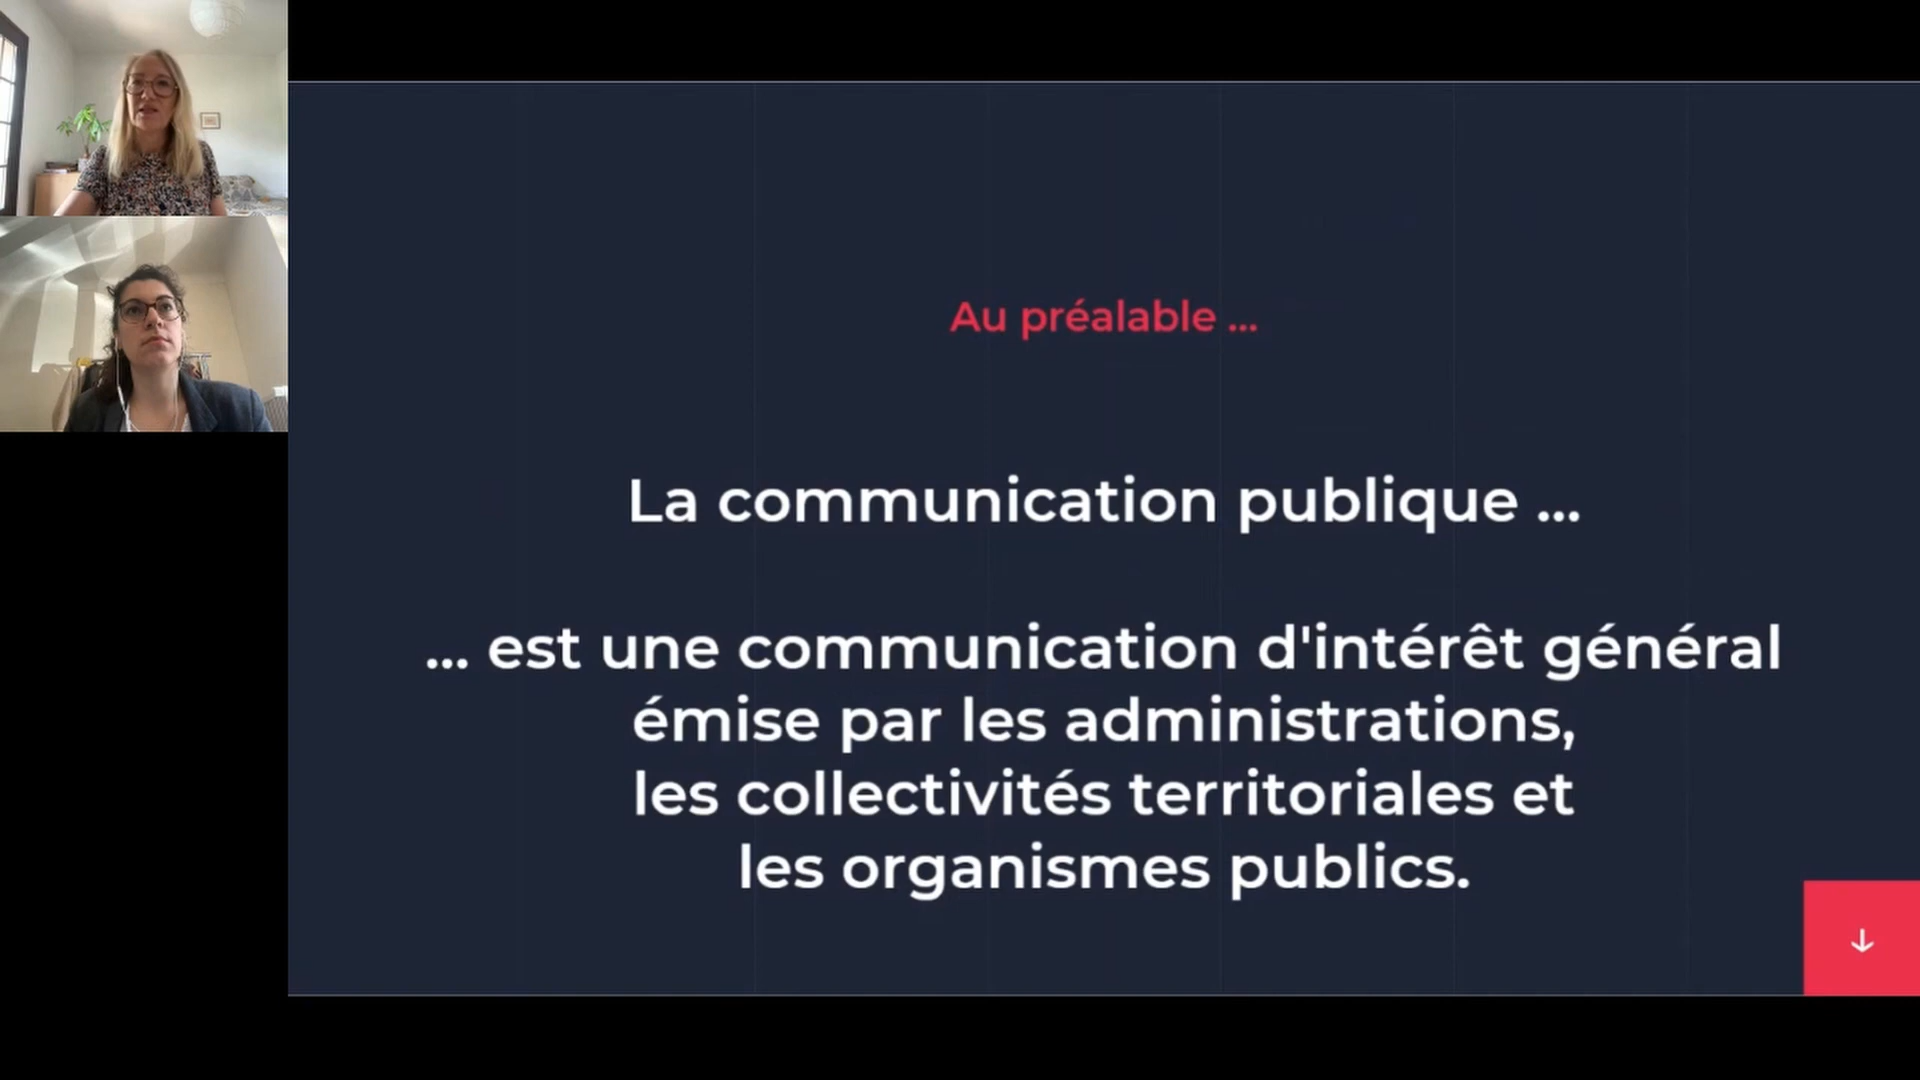 Au préalable ...
La communication publique ...
... est une communication d'intérêt général
émise par les administrations,
les collectivités territoriales et
les organismes publics.